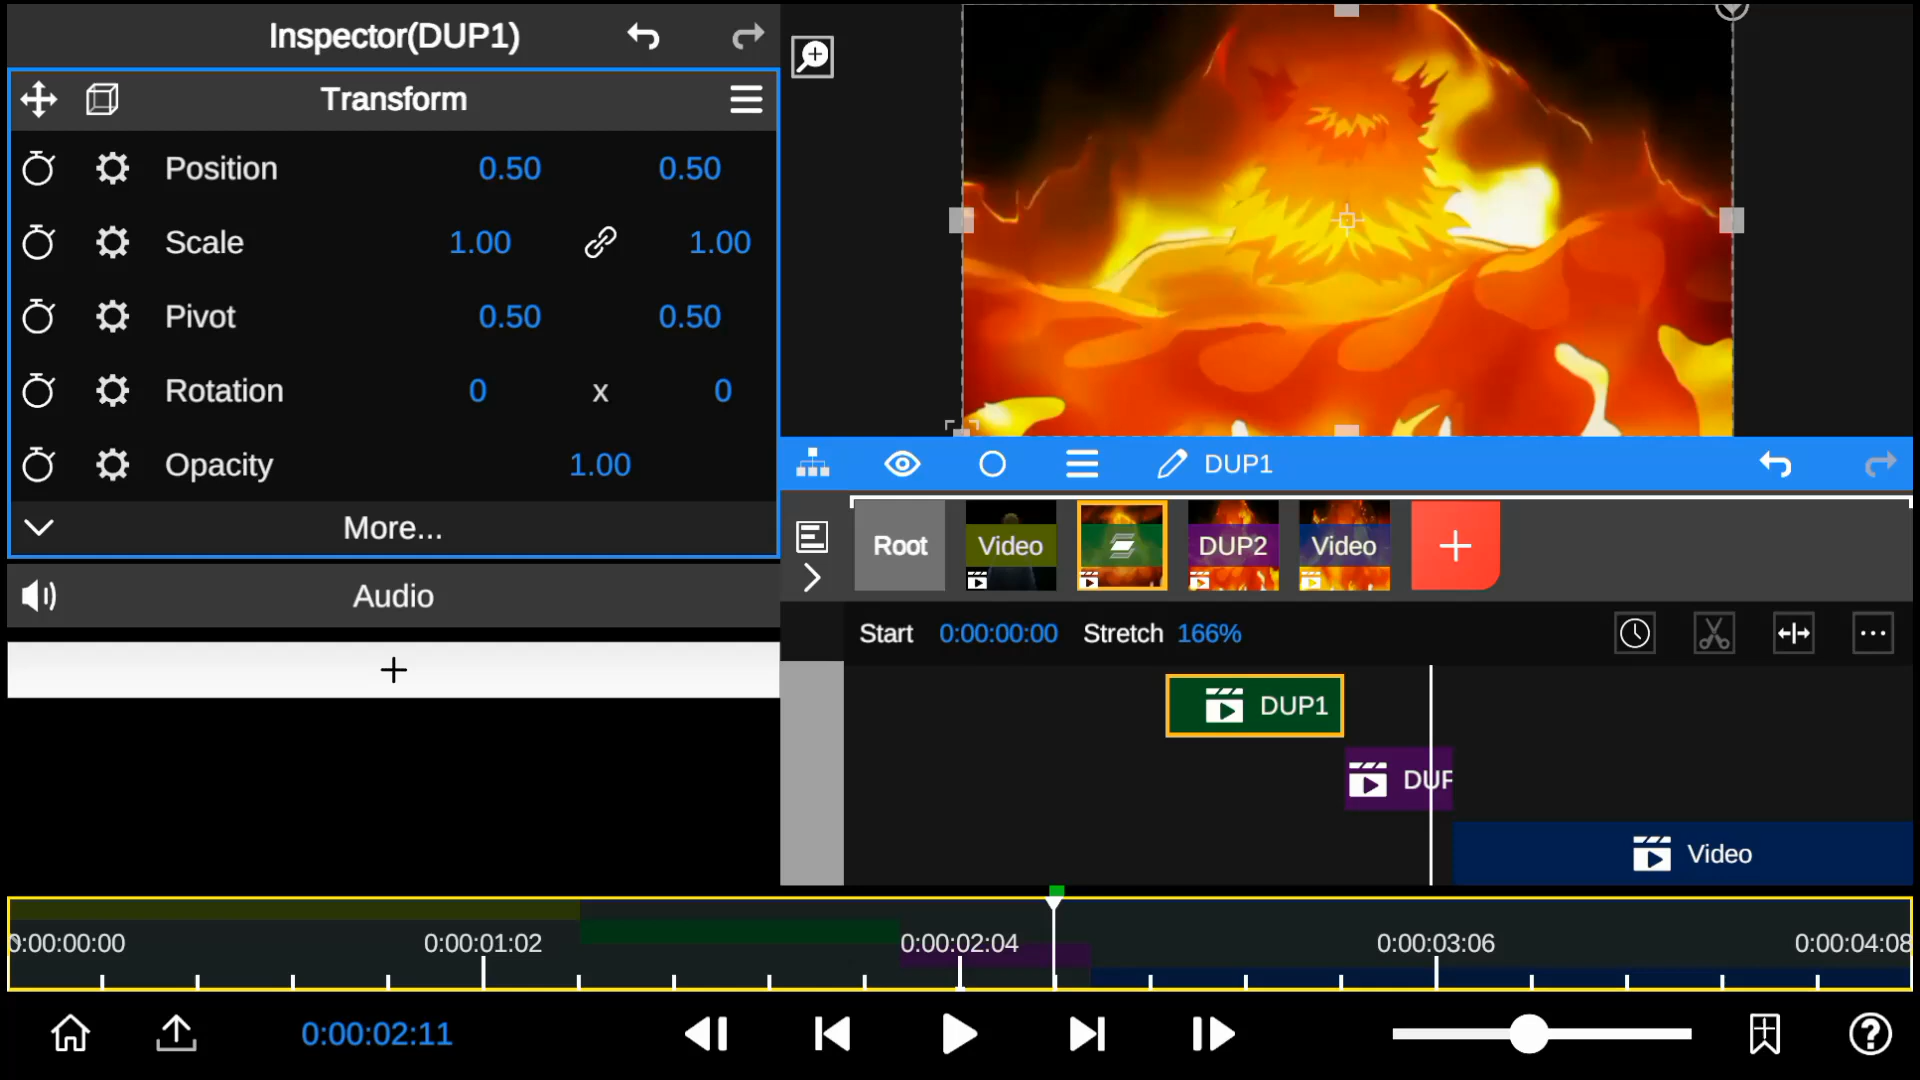 Inspector(DUP1)
Transform
Position 0.50 0.50
Scale 1.00 1.00
Pivot 0.50 0.50
Rotation 0 x 0
Opacity 1.00
More...
Audio
+
DUP1
Root Video DUP2 Video +
Start 0:00:00:00 Stretch 166%
DUP1
DUP
Video
0:00:00:00 0:00:01:02 0:00:02:04 0:00:03:06 0:00:04:08
0:00:02:11